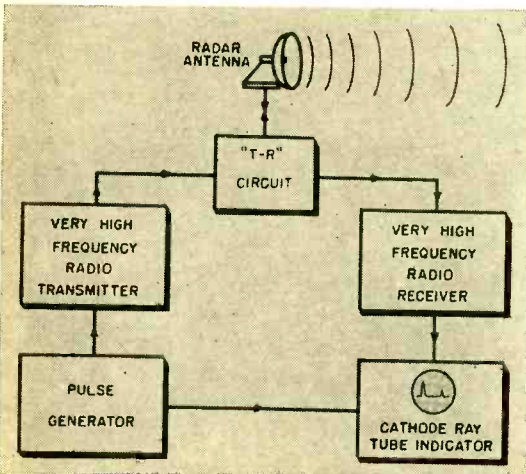 RADAR
ANTENNA
"T-R"
CIRCUIT
VERY HIGH
FREQUENCY
RADIO
TRANSMITTER
VERY HIGH
FREQUENCY
RADIO
RECEIVER
PULSE
GENERATOR
CATHODE RAY
TUBE INDICATOR